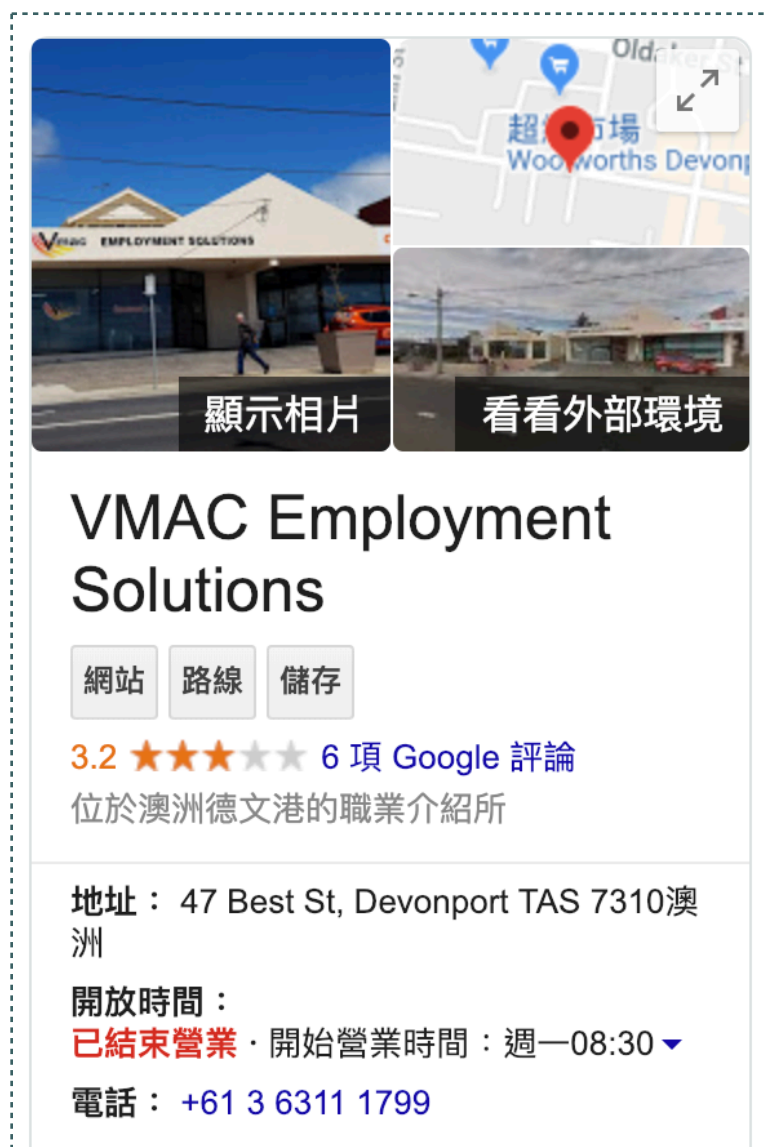 Oldaker St
Woolworths Devonp
Vmac EMPLOYMENT SOLUTIONS
顯示相片
看看外部環境
VMAC Employment
Solutions
網站 路線 儲存
3.2 6 項 Google 評論
位於澳洲德文港的職業介紹所
地址： 47 Best St, Devonport TAS 7310澳
洲
開放時間：
已結束營業 · 開始營業時間：週一08:30
電話： +61 3 6311 1799